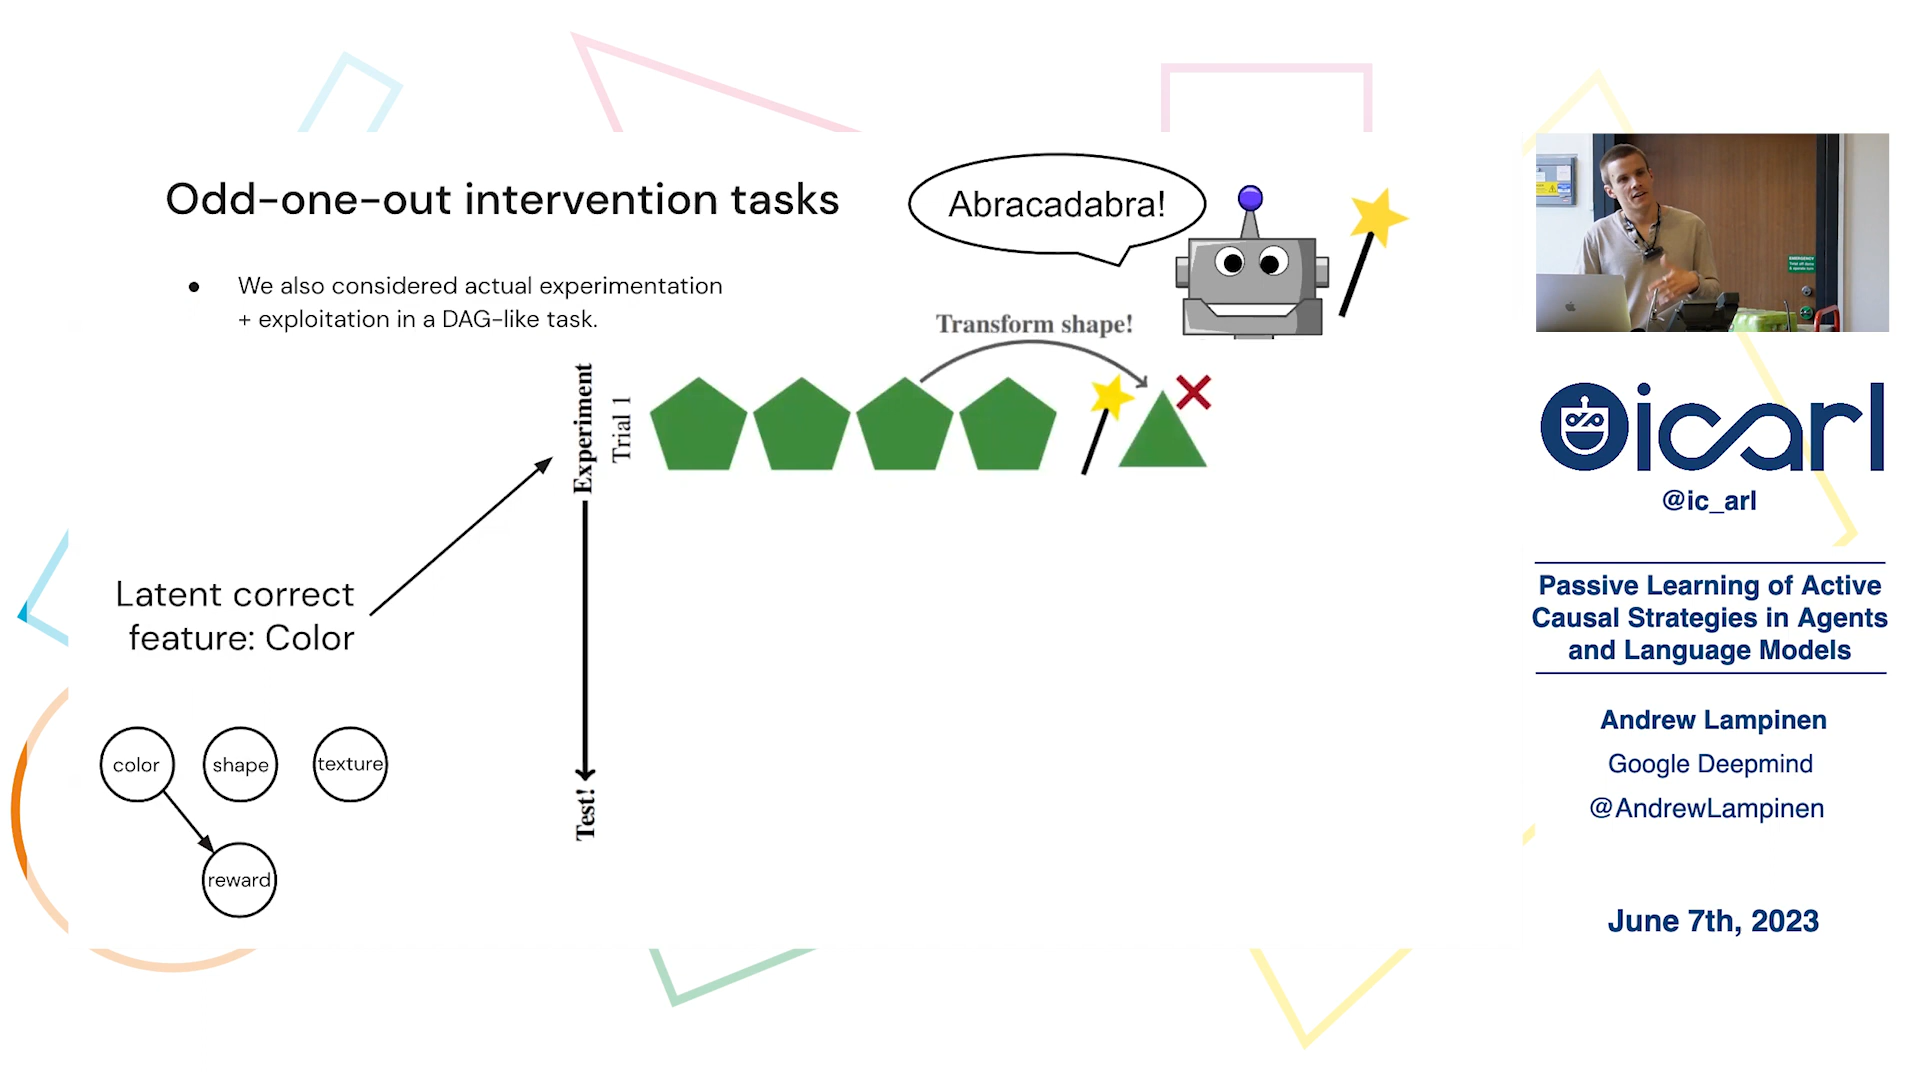 Odd-one-out intervention tasks
Abracadabra!
We also considered actual experimentation
+ exploitation in a DAG-like task.
Transform shape!
Experiment
Trial 1
Latent correct
feature: Color
color
shape
texture
reward
Test!
icarl
@ic_arl
Passive Learning of Active
Causal Strategies in Agents
and Language Models
Andrew Lampinen
Google Deepmind
@AndrewLampinen
June 7th, 2023